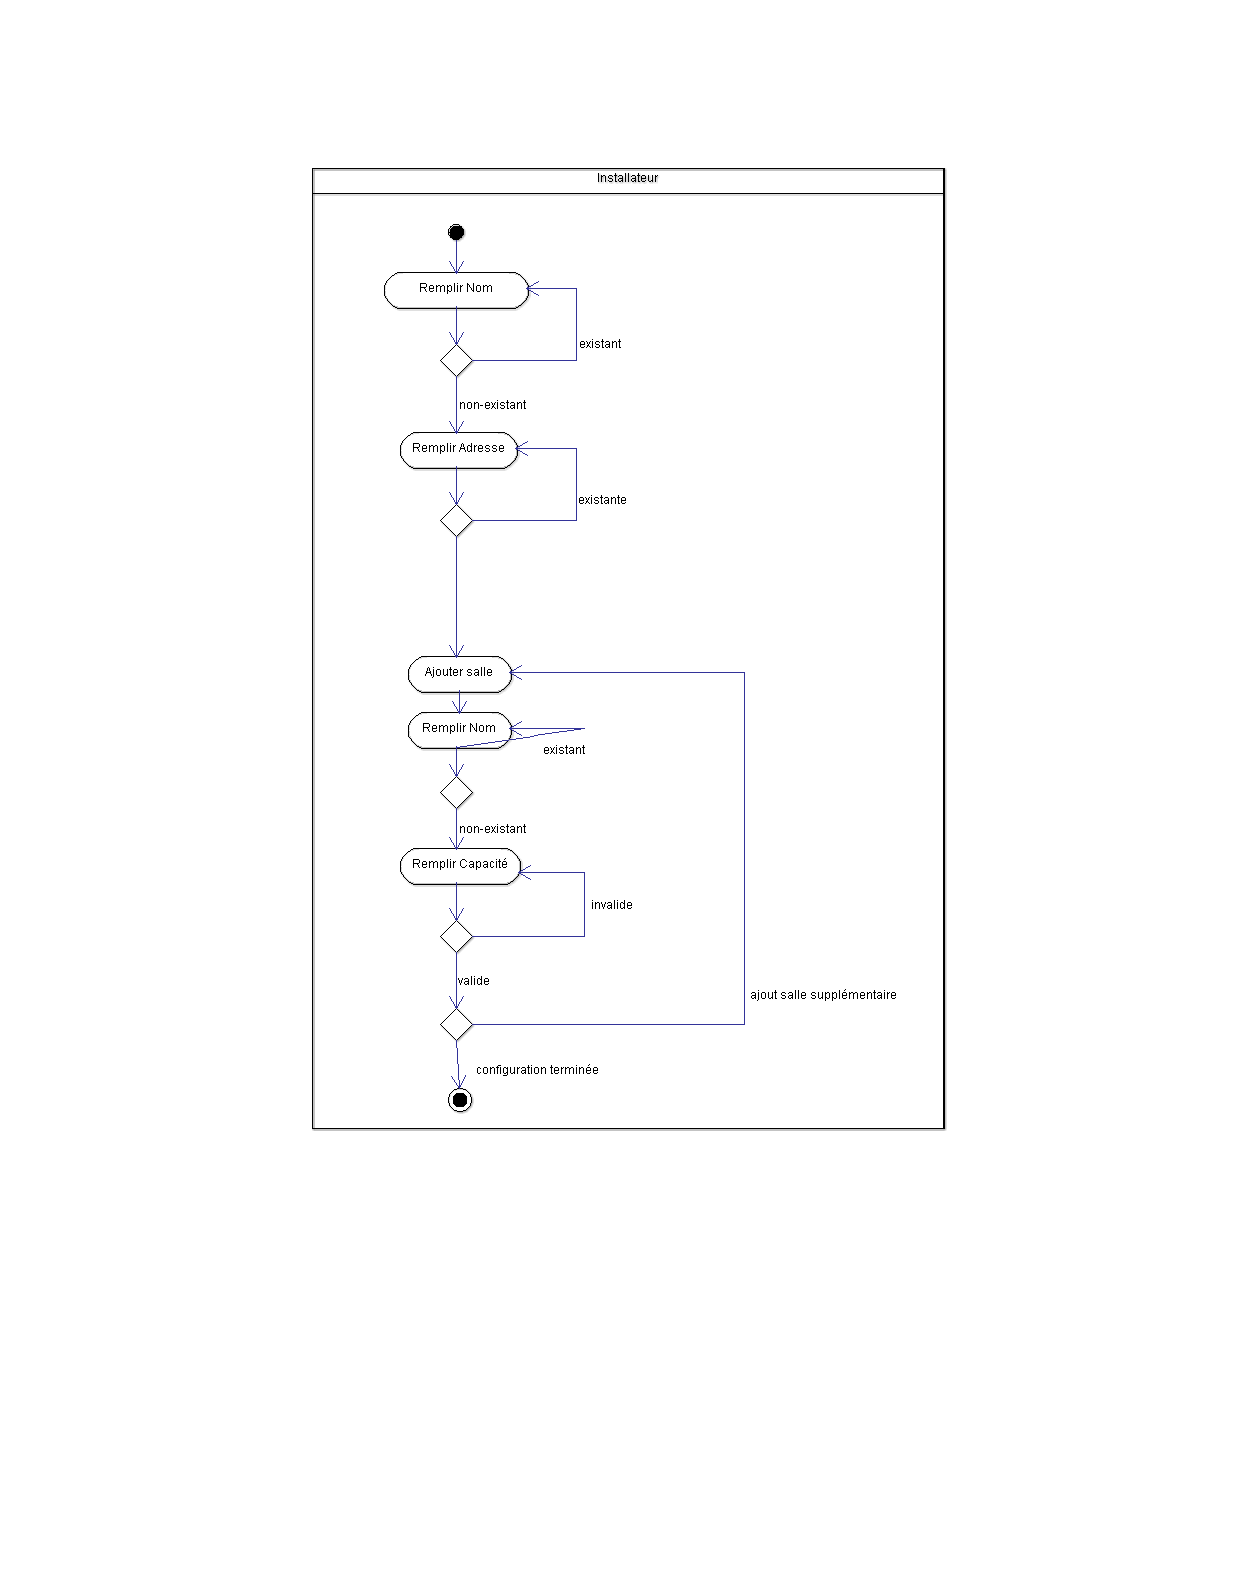 Installateur
Remplir Nom
existant
non-existant
Remplir Adresse
existante
Ajouter salle
Remplir Nom
existant
non-existant
Remplir Capacité
invalide
valide
ajout salle supplémentaire
configuration terminée